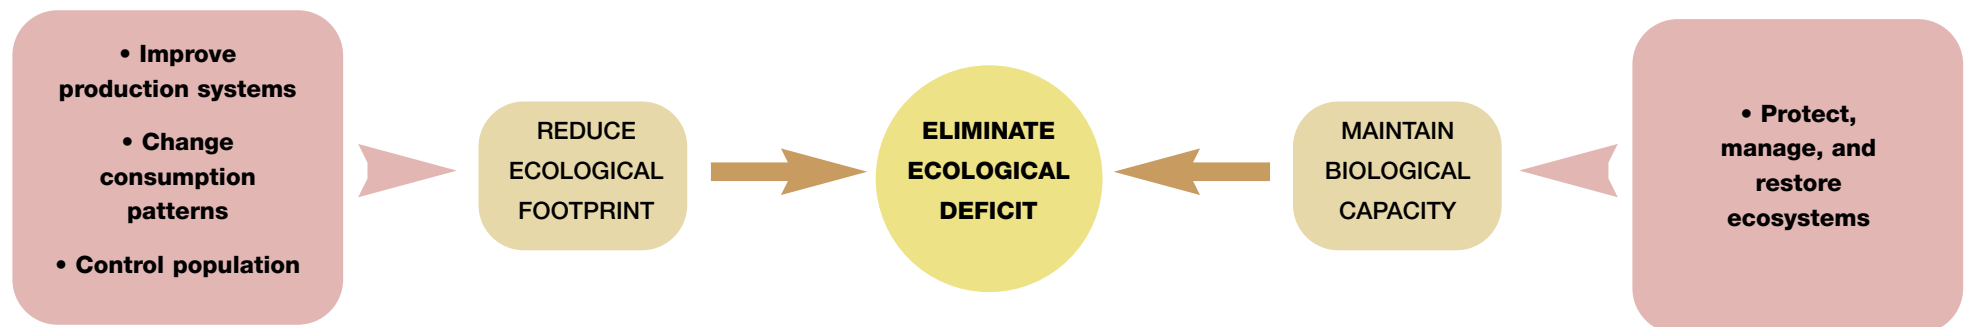 • Improve
production systems
• Change
consumption
patterns
• Control population
REDUCE
ECOLOGICAL
FOOTPRINT
ELIMINATE
ECOLOGICAL
DEFICIT
MAINTAIN
BIOLOGICAL
CAPACITY
• Protect,
manage, and
restore
ecosystems